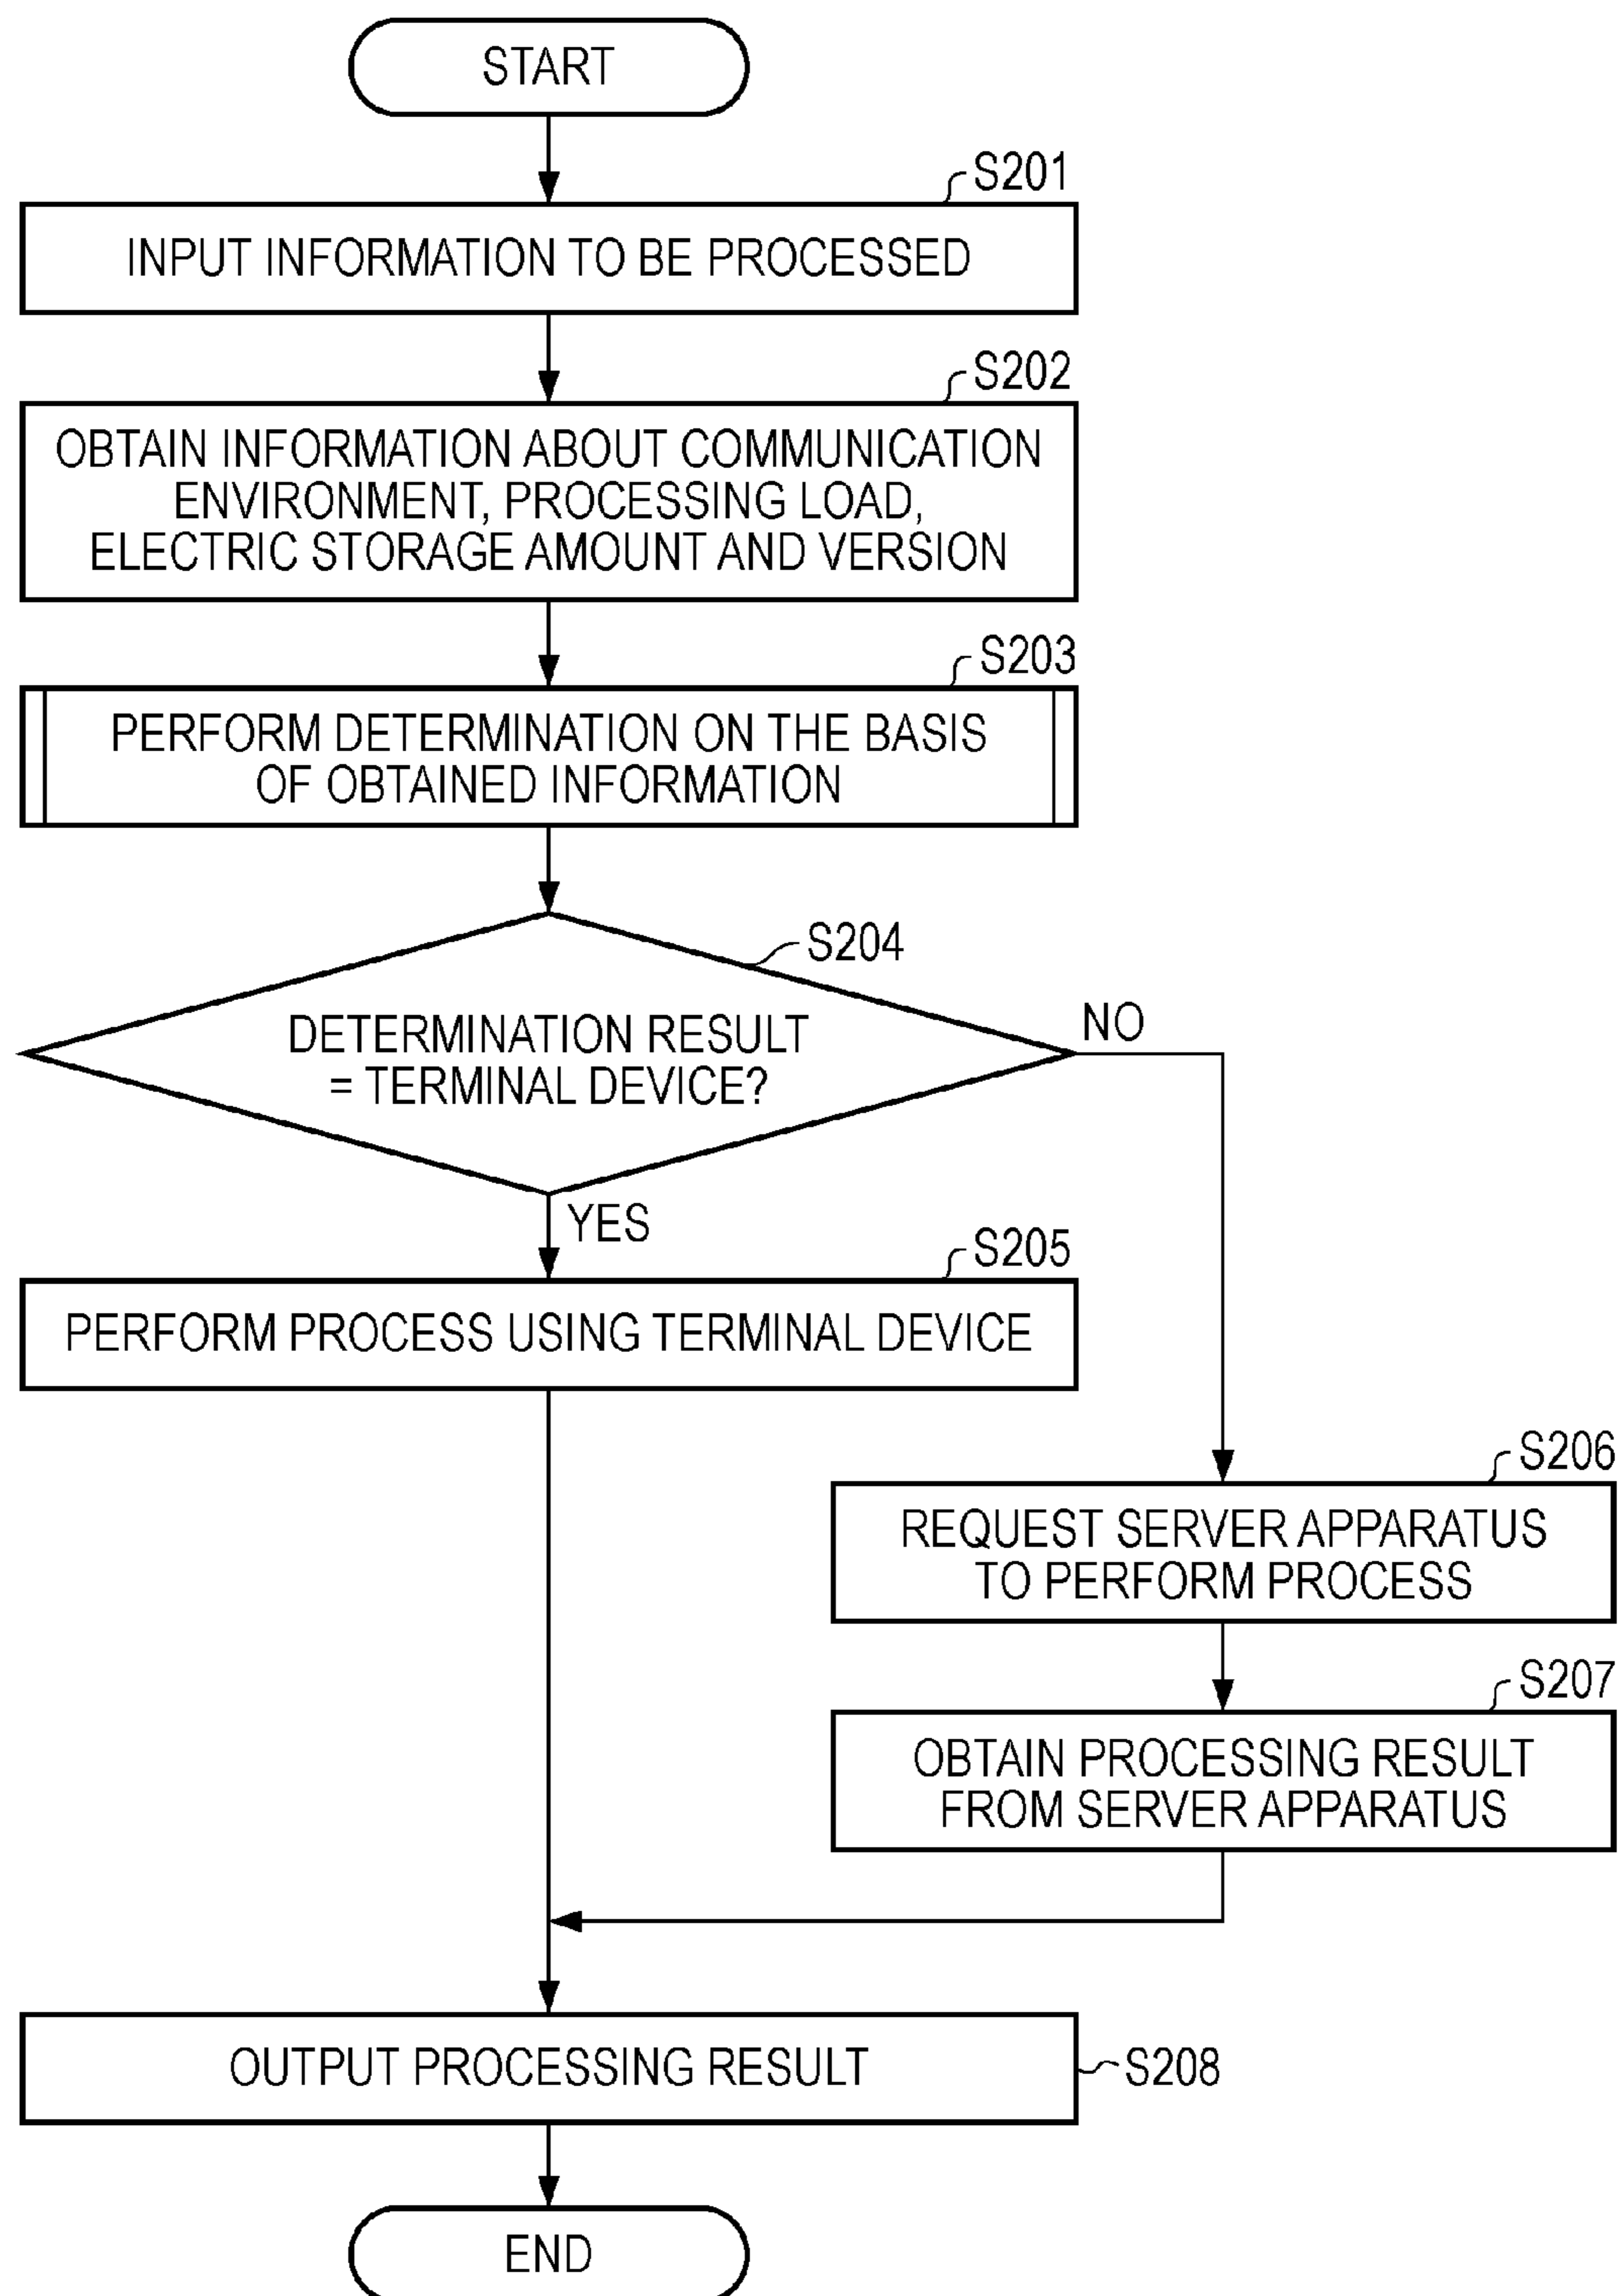 START
S201
INPUT INFORMATION TO BE PROCESSED
S202
OBTAIN INFORMATION ABOUT COMMUNICATION
ENVIRONMENT, PROCESSING LOAD,
ELECTRIC STORAGE AMOUNT AND VERSION
S203
PERFORM DETERMINATION ON THE BASIS
OF OBTAINED INFORMATION
S204
DETERMINATION RESULT
= TERMINAL DEVICE?
NO
YES
S205
PERFORM PROCESS USING TERMINAL DEVICE
S206
REQUEST SERVER APPARATUS
TO PERFORM PROCESS
S207
OBTAIN PROCESSING RESULT
FROM SERVER APPARATUS
OUTPUT PROCESSING RESULT
S208
END